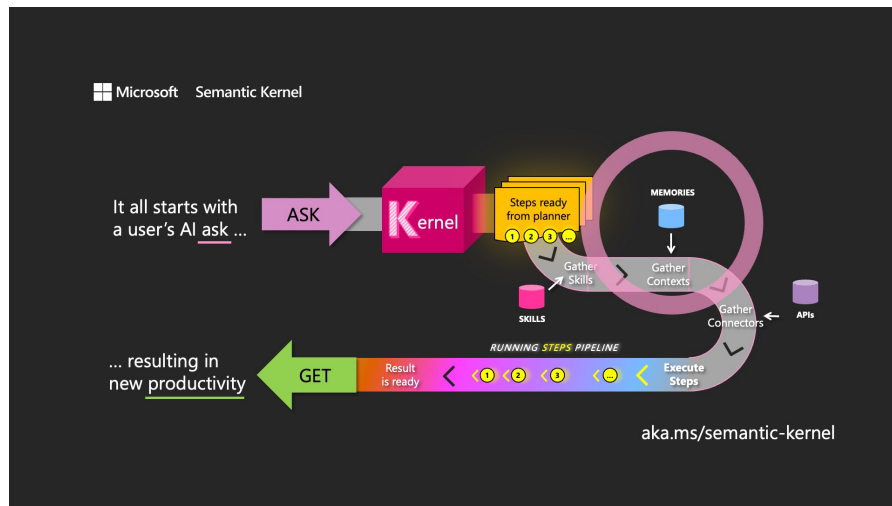 Microsoft Semantic Kernel
It all starts with
a user's AI ask ...
ASK
Kernel
Steps ready
from planner
1 2 3 ...
MEMORIES
Gather
Skills
Gather
Contexts
SKILLS
Gather
Connectors
APIs
... resulting in
new productivity
GET
RUNNING STEPS PIPELINE
Result
is ready
1 2 3 ...
Execute
Steps
aka.ms/semantic-kernel